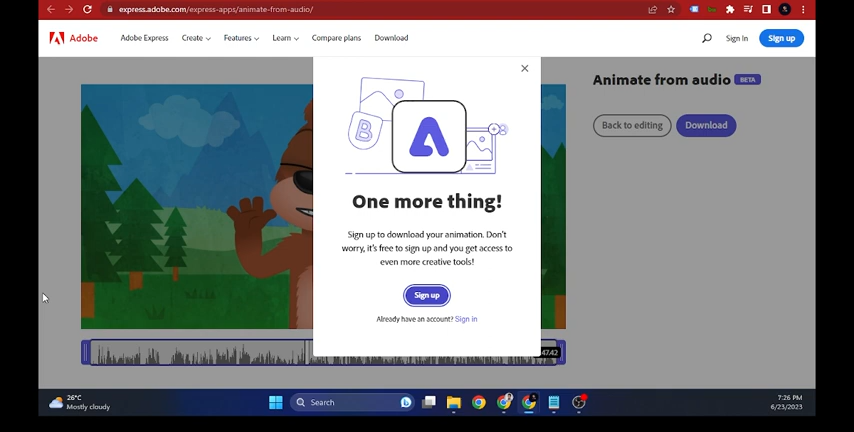 express.adobe.com/express-apps/animate-from-audio/
Adobe
Adobe Express
Create
Features
Learn
Compare plans
Download
Sign In
Sign up
Animate from audio BETA
Back to editing
Download
B
One more thing!
Sign up to download your animation. Don't
worry, it's free to sign up and you get access to
even more creative tools!
Sign up
Already have an account? Sign in
47.42
26°C
Mostly cloudy
Search
7:26 PM
6/23/2023